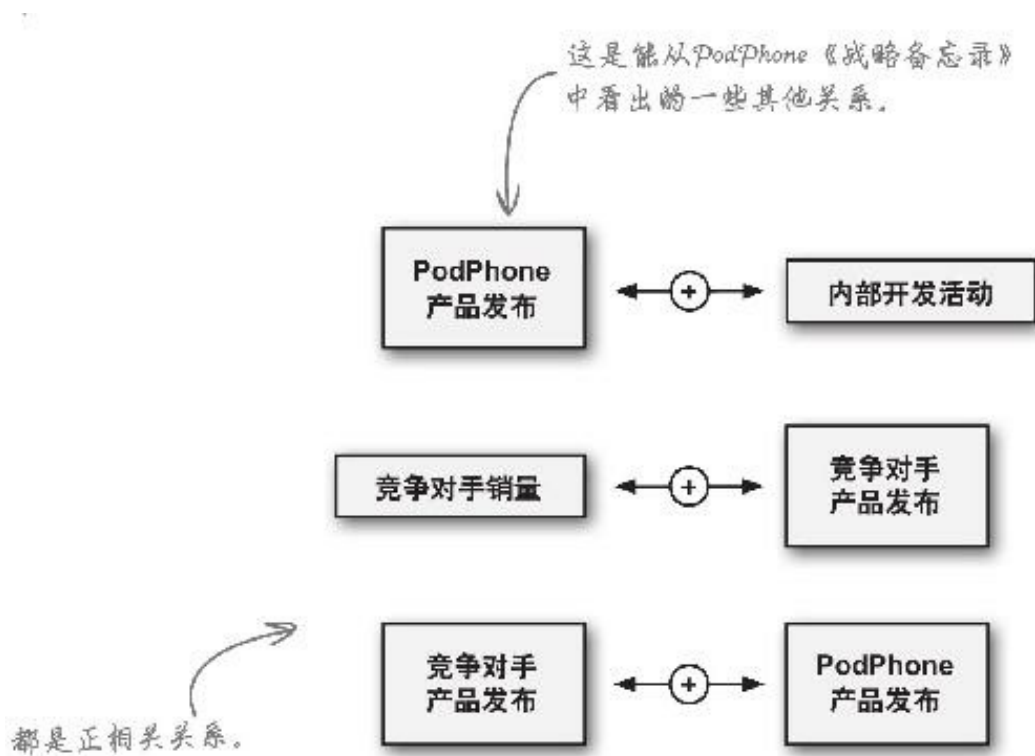 这是能从PodPhone《战略备忘录》
中看出的一些其他关系.
PodPhone
产品发布
+
内部开发活动
竞争对手销量
+
竞争对手
产品发布
竞争对手
产品发布
+
PodPhone
产品发布
都是正相关关系.